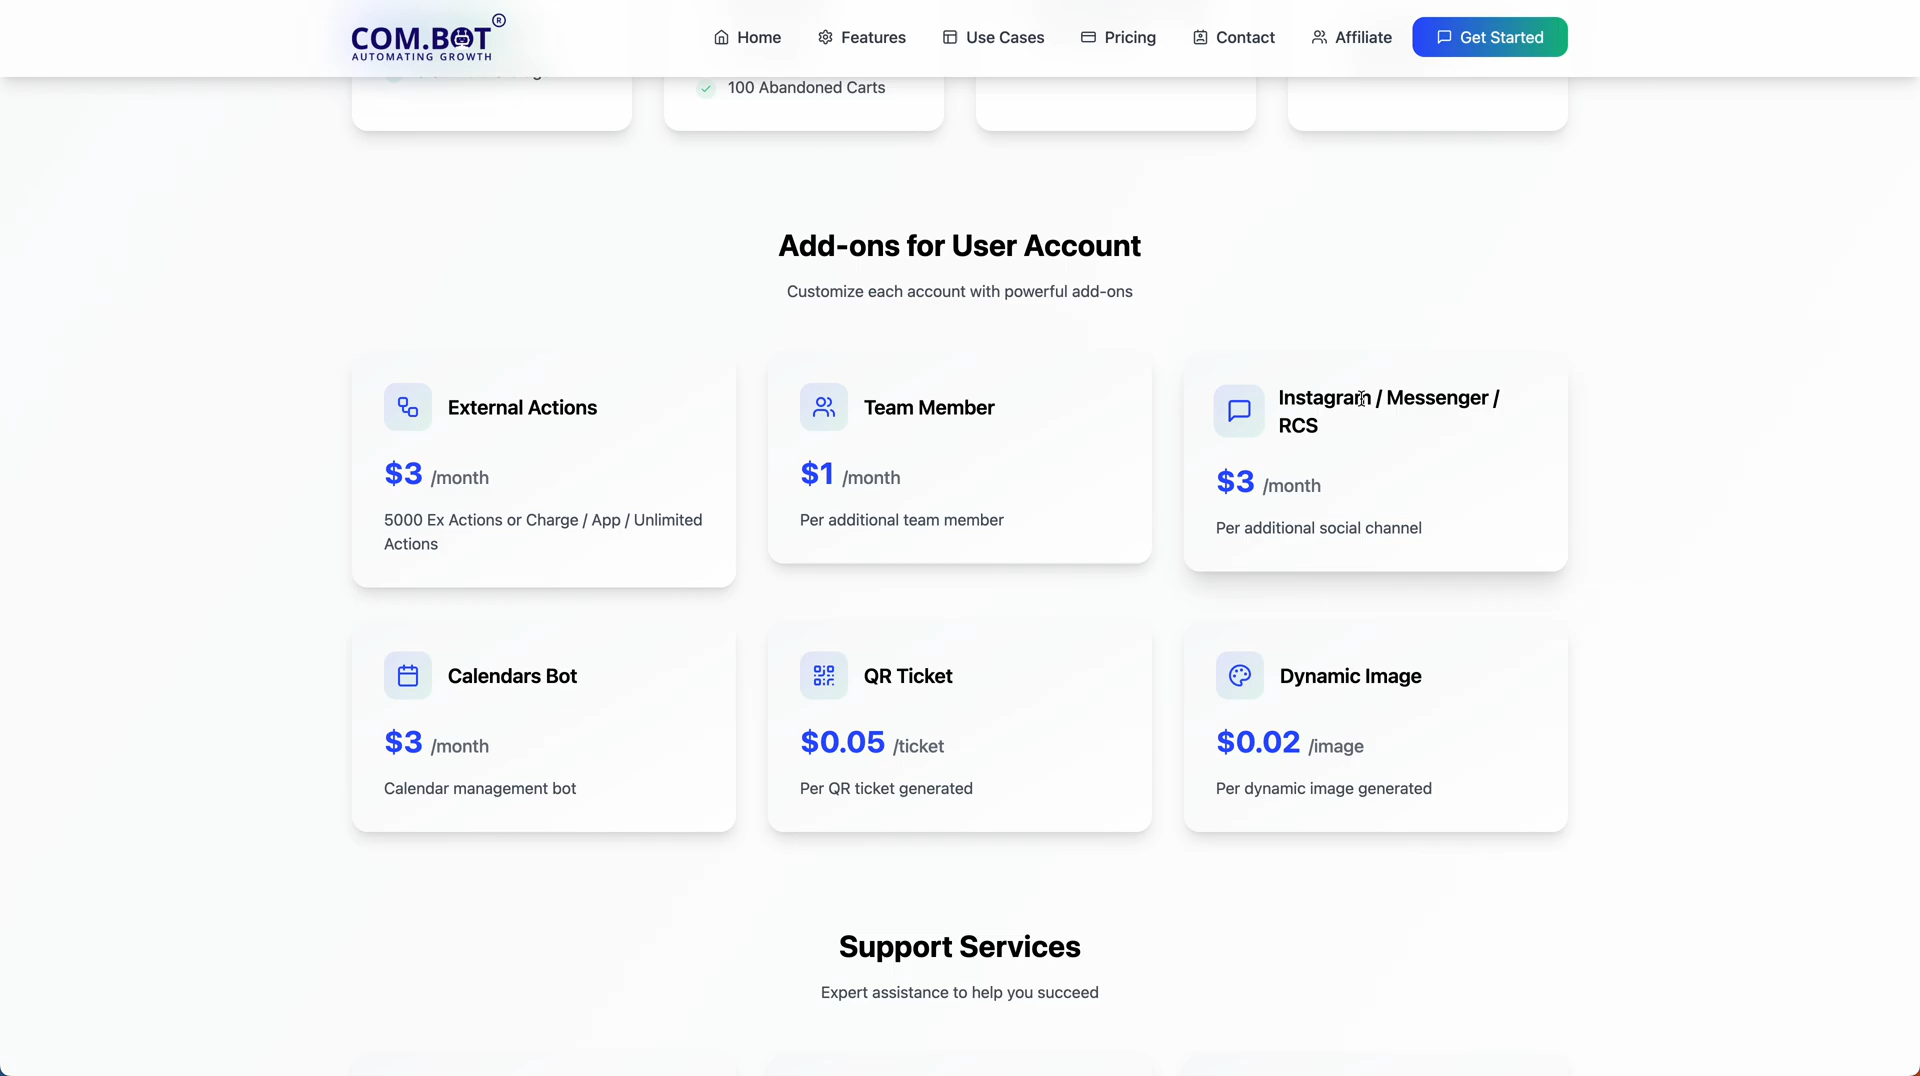 COM.BOT®
AUTOMATING GROWTH
Home
Features
Use Cases
Pricing
Contact
Affiliate
Get Started
100 Abandoned Carts
Add-ons for User Account
Customize each account with powerful add-ons
External Actions
$3 /month
5000 Ex Actions or Charge / App / Unlimited
Actions
Team Member
$1 /month
Per additional team member
Instagram / Messenger /
RCS
$3 /month
Per additional social channel
Calendars Bot
$3 /month
Calendar management bot
QR Ticket
$0.05 /ticket
Per QR ticket generated
Dynamic Image
$0.02 /image
Per dynamic image generated
Support Services
Expert assistance to help you succeed